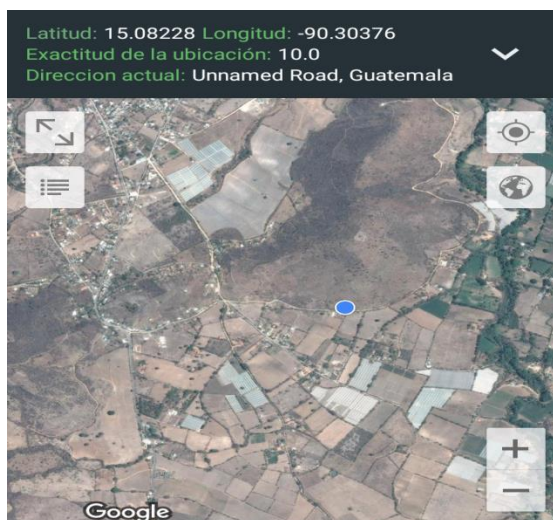 Latitud: 15.08228 Longitud: -90.30376
Exactitud de la ubicación: 10.0
Direccion actual: Unnamed Road, Guatemala
Google